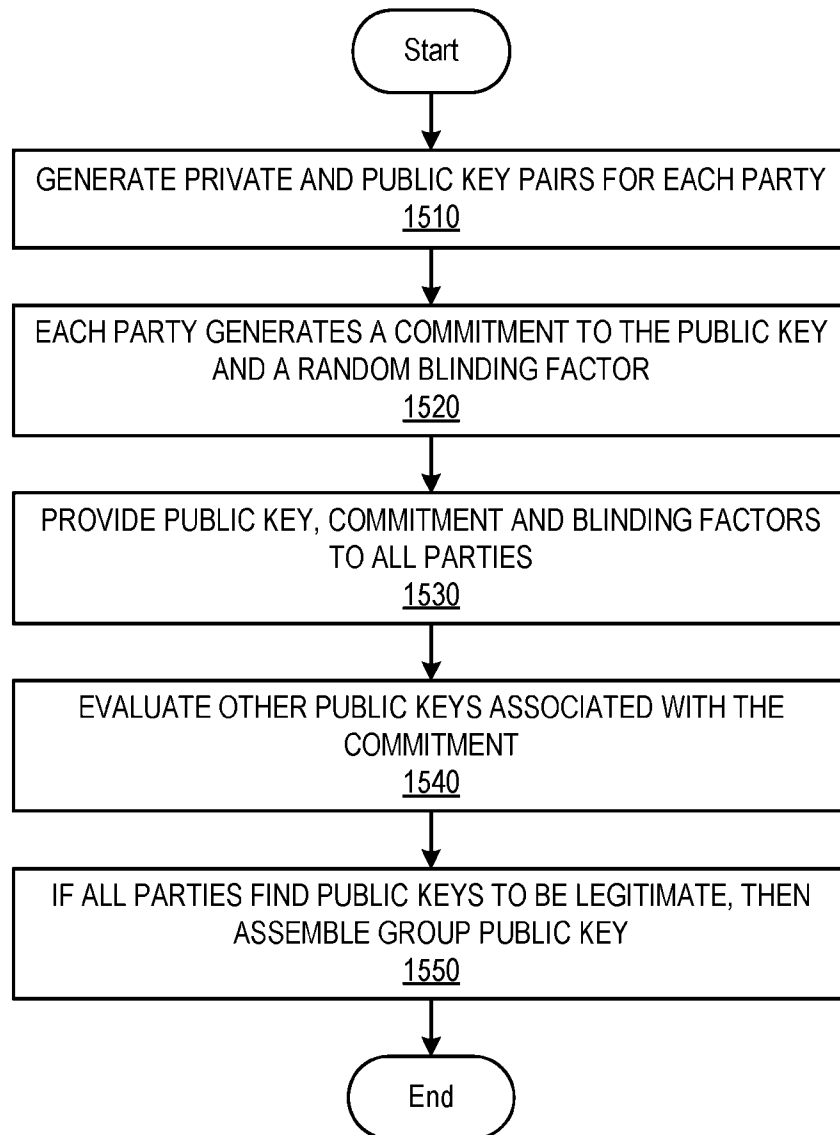 Start
GENERATE PRIVATE AND PUBLIC KEY PAIRS FOR EACH PARTY
1510
EACH PARTY GENERATES A COMMITMENT TO THE PUBLIC KEY
AND A RANDOM BLINDING FACTOR
1520
PROVIDE PUBLIC KEY, COMMITMENT AND BLINDING FACTORS
TO ALL PARTIES
1530
EVALUATE OTHER PUBLIC KEYS ASSOCIATED WITH THE
COMMITMENT
1540
IF ALL PARTIES FIND PUBLIC KEYS TO BE LEGITIMATE, THEN
ASSEMBLE GROUP PUBLIC KEY
1550
End